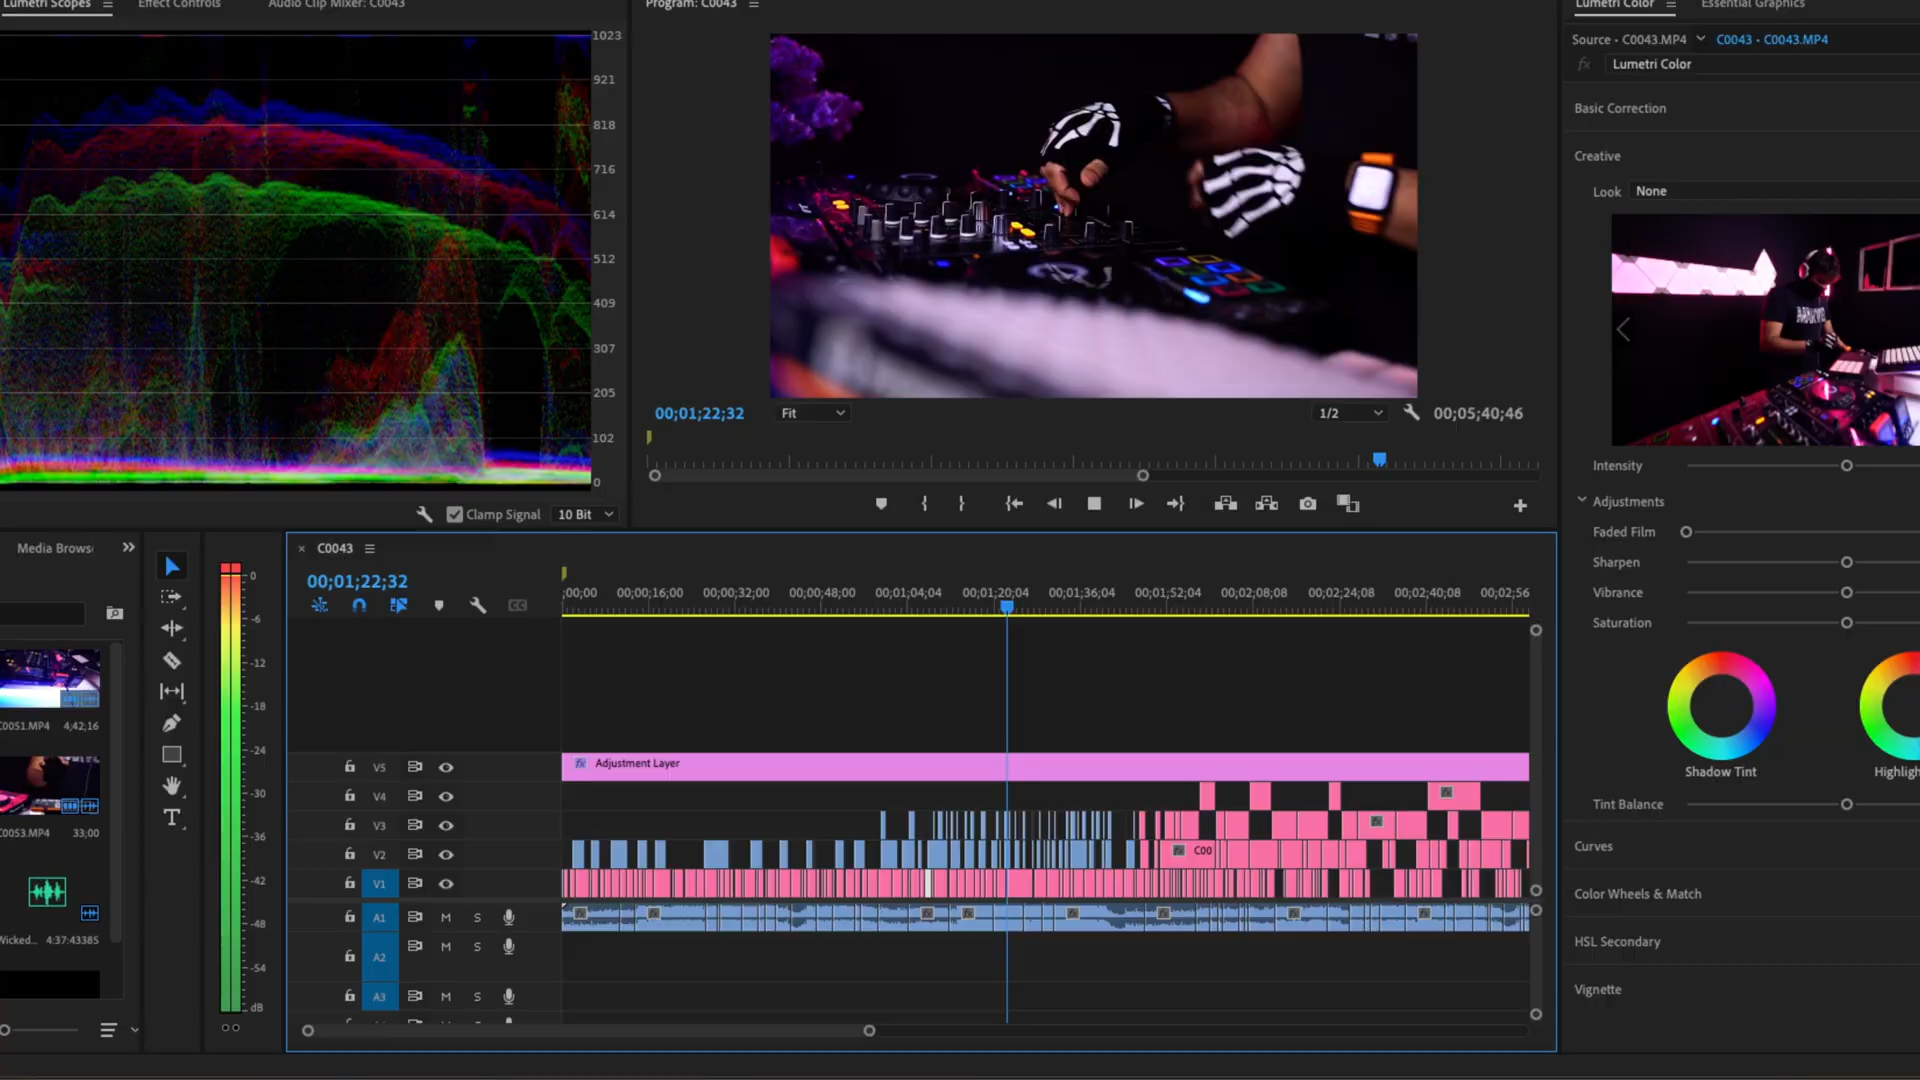 Lumetri Scopes
Effect Controls
Audio Clip Mixer: C0043
Program: C0043
Lumetri Color
Essential Graphics
1023
921
818
716
614
512
409
307
205
102
0
Clamp Signal
10 Bit
00;01;22;32
Fit
1/2
00;05;40;46
Source • C0043.MP4
C0043 • C0043.MP4
fx
Lumetri Color
Basic Correction
Creative
Look
None
Intensity
Adjustments
Faded Film
Sharpen
Vibrance
Saturation
Shadow Tint
Highligh
Tint Balance
Curves
Color Wheels & Match
HSL Secondary
Vignette
Media Brows
C0051.MP4
4;42;16
C0053.MP4
33;00
Wicked...
4:37:43385
0
-6
-12
-18
-24
-30
-36
-42
-48
-54
dB
C0043
00;01;22;32
;00;00
00;00;16;00
00;00;32;00
00;00;48;00
00;01;04;04
00;01;20;04
00;01;36;04
00;01;52;04
00;02;08;08
00;02;24;08
00;02;40;08
00;02;56
V5
fx
Adjustment Layer
V4
V3
V2
C00
V1
A1
M
S
A2
M
S
A3
M
S